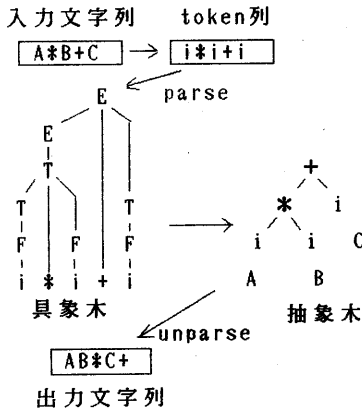 入力文字列 token列
A*B+C i*i+i
parse
E
E
T +
T T * i
F F F i i C
i * i + i A B
具象木 抽象木
unparse
AB*C+
出力文字列